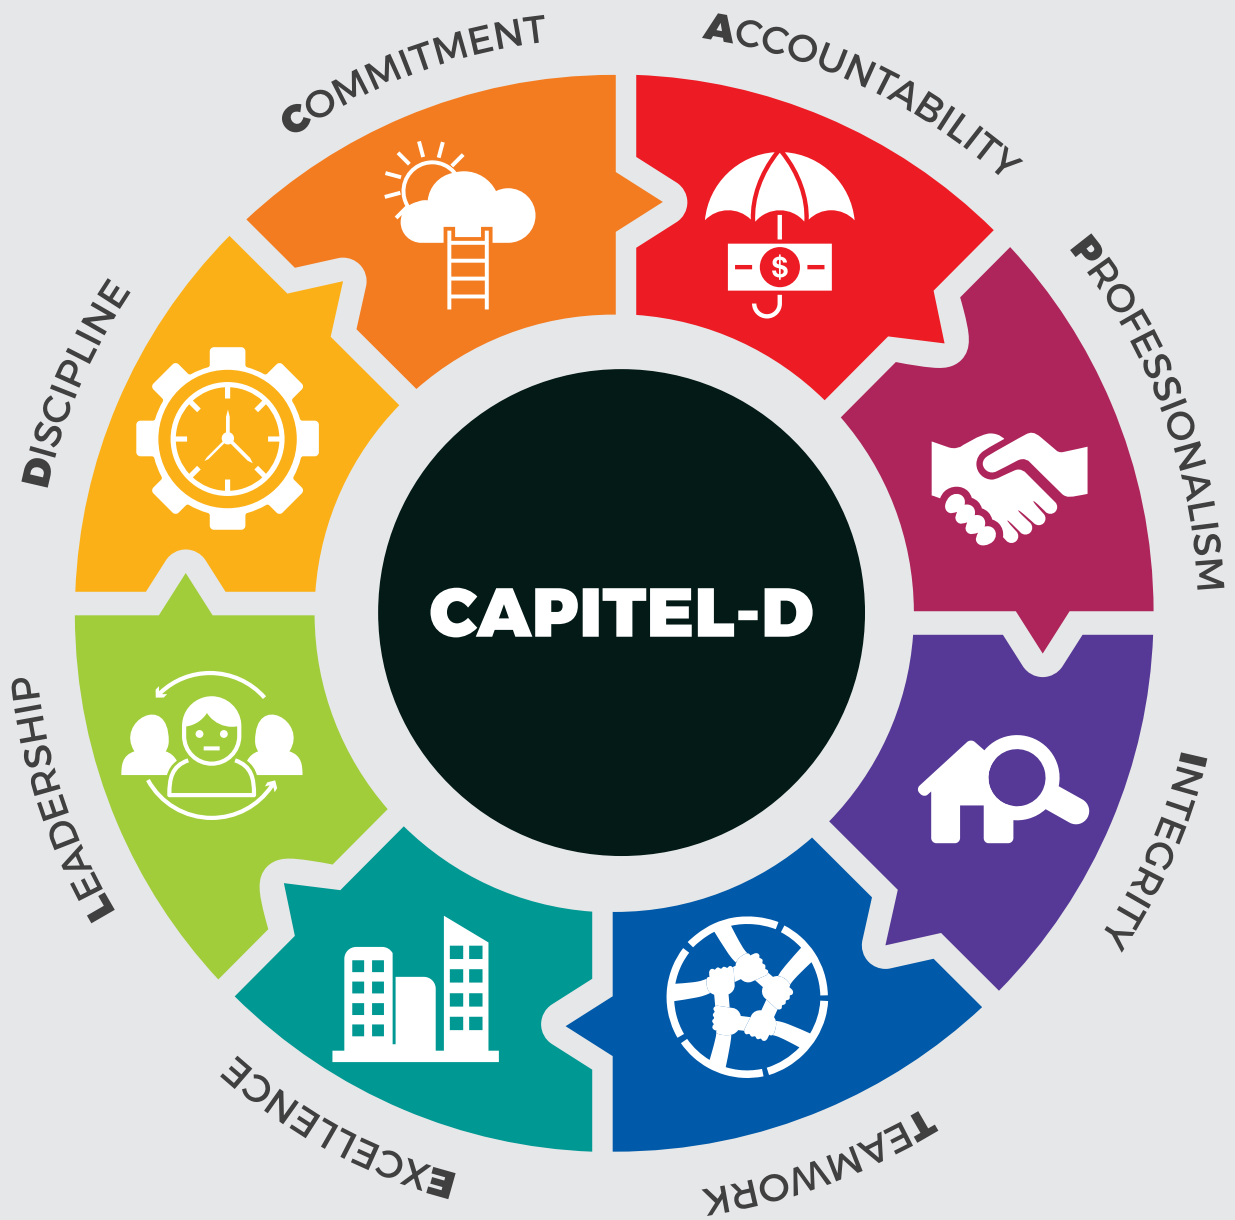 COMMITMENT
ACCOUNTABILITY
PROFESSIONALISM
INTEGRITY
TEAMWORK
EXCELLENCE
LEADERSHIP
DISCIPLINE
$
CAPITEL-D